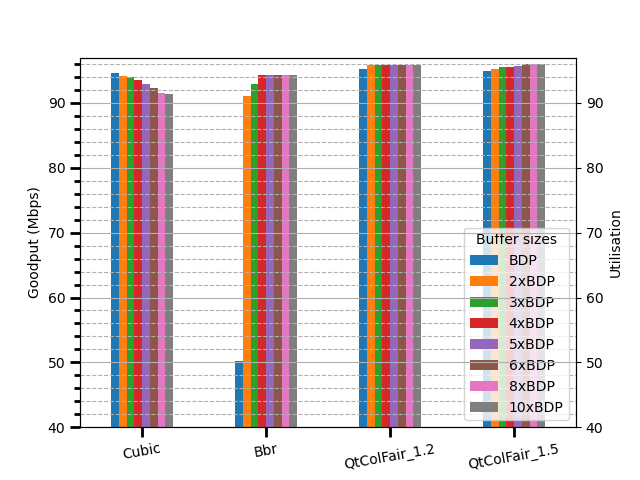 Goodput (Mbps)
90
80
70
60
50
40
90
80
70
60
50
40
Utilisation
Buffer sizes
BDP
2xBDP
3xBDP
4xBDP
5xBDP
6xBDP
8xBDP
10xBDP
Cubic
Bbr
QtColFair_1.2
QtColFair_1.5